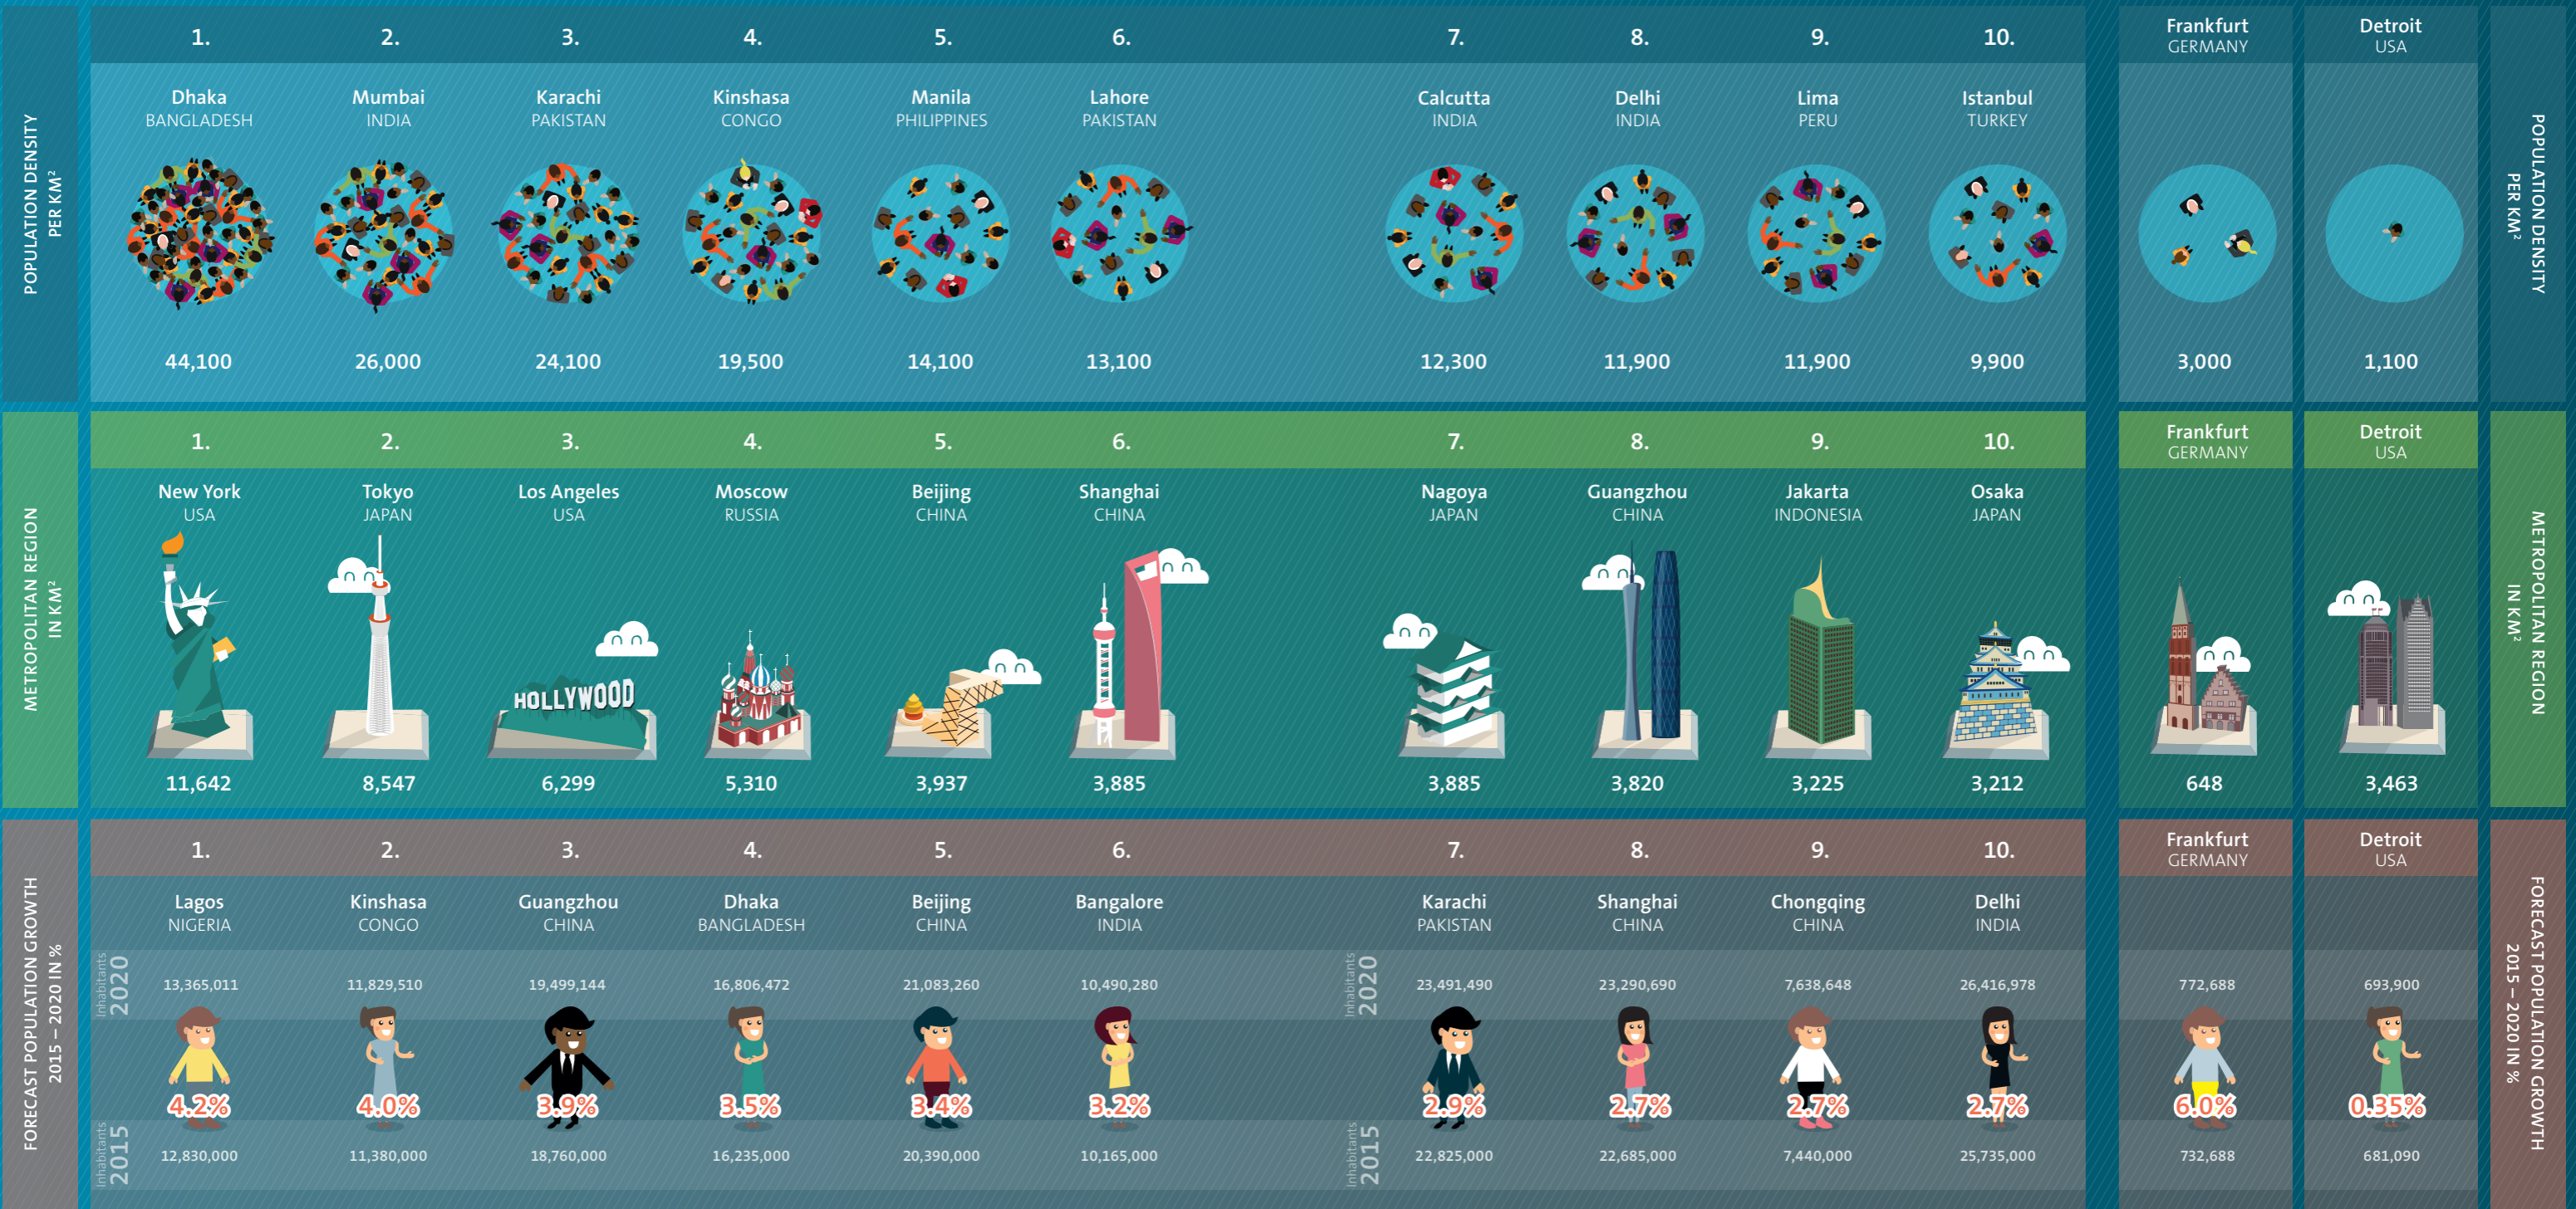 POPULATION DENSITY
PER KM²
1. 2. 3. 4. 5. 6. 7. 8. 9. 10.
Frankfurt
GERMANY
Detroit
USA
Dhaka
BANGLADESH
Mumbai
INDIA
Karachi
PAKISTAN
Kinshasa
CONGO
Manila
PHILIPPINES
Lahore
PAKISTAN
Calcutta
INDIA
Delhi
INDIA
Lima
PERU
Istanbul
TURKEY
44,100 26,000 24,100 19,500 14,100 13,100 12,300 11,900 11,900 9,900 3,000 1,100
POPULATION DENSITY
PER KM²
METROPOLITAN REGION
IN KM²
1. 2. 3. 4. 5. 6. 7. 8. 9. 10.
Frankfurt
GERMANY
Detroit
USA
New York
USA
Tokyo
JAPAN
Los Angeles
USA
Moscow
RUSSIA
Beijing
CHINA
Shanghai
CHINA
Nagoya
JAPAN
Guangzhou
CHINA
Jakarta
INDONESIA
Osaka
JAPAN
HOLLYWOOD
11,642 8,547 6,299 5,310 3,937 3,885 3,885 3,820 3,225 3,212 648 3,463
METROPOLITAN REGION
IN KM²
FORECAST POPULATION GROWTH
2015 – 2020 IN %
1. 2. 3. 4. 5. 6. 7. 8. 9. 10.
Frankfurt
GERMANY
Detroit
USA
Lagos
NIGERIA
Kinshasa
CONGO
Guangzhou
CHINA
Dhaka
BANGLADESH
Beijing
CHINA
Bangalore
INDIA
Karachi
PAKISTAN
Shanghai
CHINA
Chongqing
CHINA
Delhi
INDIA
Inhabitants
2020
13,365,011 11,829,510 19,499,144 16,806,472 21,083,260 10,490,280
Inhabitants
2020
23,491,490 23,290,690 7,638,648 26,416,978 772,688 693,900
4.2% 4.0% 3.9% 3.5% 3.4% 3.2% 2.9% 2.7% 2.7% 2.7% 6.0% 0.35%
Inhabitants
2015
12,830,000 11,380,000 18,760,000 16,235,000 20,390,000 10,165,000
Inhabitants
2015
22,825,000 22,685,000 7,440,000 25,735,000 732,688 681,090
FORECAST POPULATION GROWTH
2015 – 2020 IN %